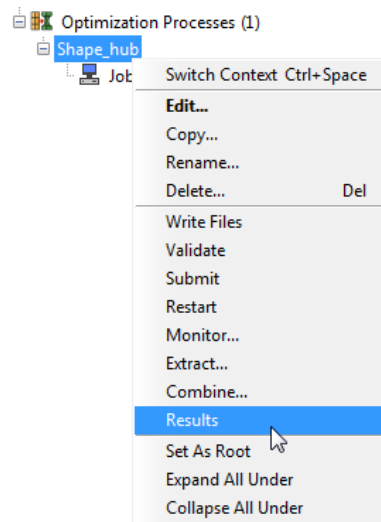 Optimization Processes (1)
Shape_hub
Job
Switch Context Ctrl+Space
Edit...
Copy...
Rename...
Delete... Del
Write Files
Validate
Submit
Restart
Monitor...
Extract...
Combine...
Results
Set As Root
Expand All Under
Collapse All Under